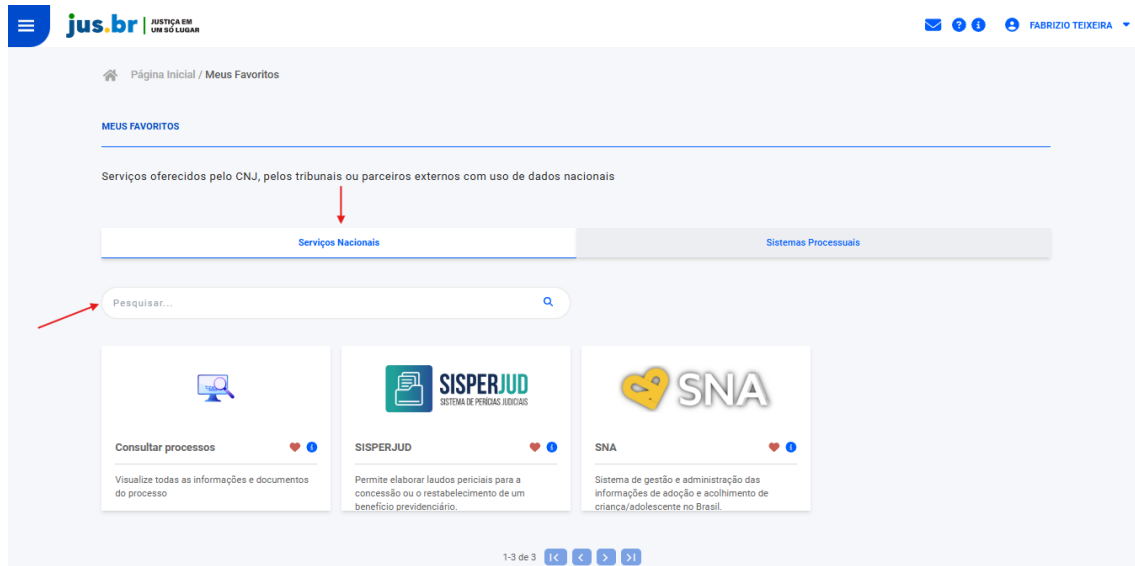 jus.br JUSTIÇA EM
UM SÓ LUGAR
FABRIZIO TEIXEIRA
Página Inicial / Meus Favoritos
MEUS FAVORITOS
Serviços oferecidos pelo CNJ, pelos tribunais ou parceiros externos com uso de dados nacionais
Serviços Nacionais
Sistemas Processuais
Pesquisar...
Consultar processos
Visualize todas as informações e documentos
do processo
SISPERJUD
SISTEMA DE PERÍCIAS JUDICIAIS
SISPERJUD
Permite elaborar laudos periciais para a
concessão ou o restabelecimento de um
benefício previdenciário.
SNA
SNA
Sistema de gestão e administração das
informações de adoção e acolhimento de
criança/adolescente no Brasil.
1-3 de 3